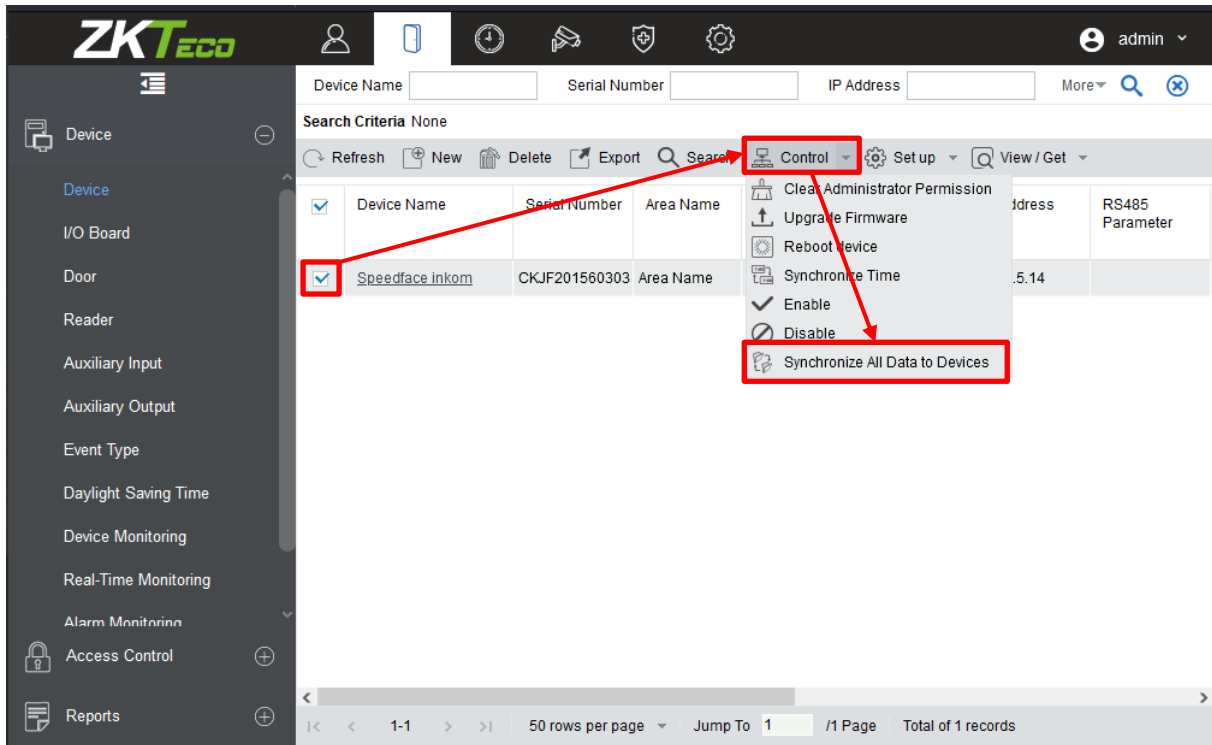 ZKTeco
admin
Device Name Serial Number IP Address More
Search Criteria None
Refresh New Delete Export Search Control Set up View / Get
Device
Device
I/O Board
Door
Reader
Auxiliary Input
Auxiliary Output
Event Type
Daylight Saving Time
Device Monitoring
Real-Time Monitoring
Alarm Monitoring
Access Control
Reports
Device Name Serial Number Area Name ddress RS485 Parameter
Speedface inkom CKJF201560303 Area Name .5.14
Clear Administrator Permission
Upgrade Firmware
Reboot device
Synchronize Time
Enable
Disable
Synchronize All Data to Devices
1-1 50 rows per page Jump To 1 /1 Page Total of 1 records